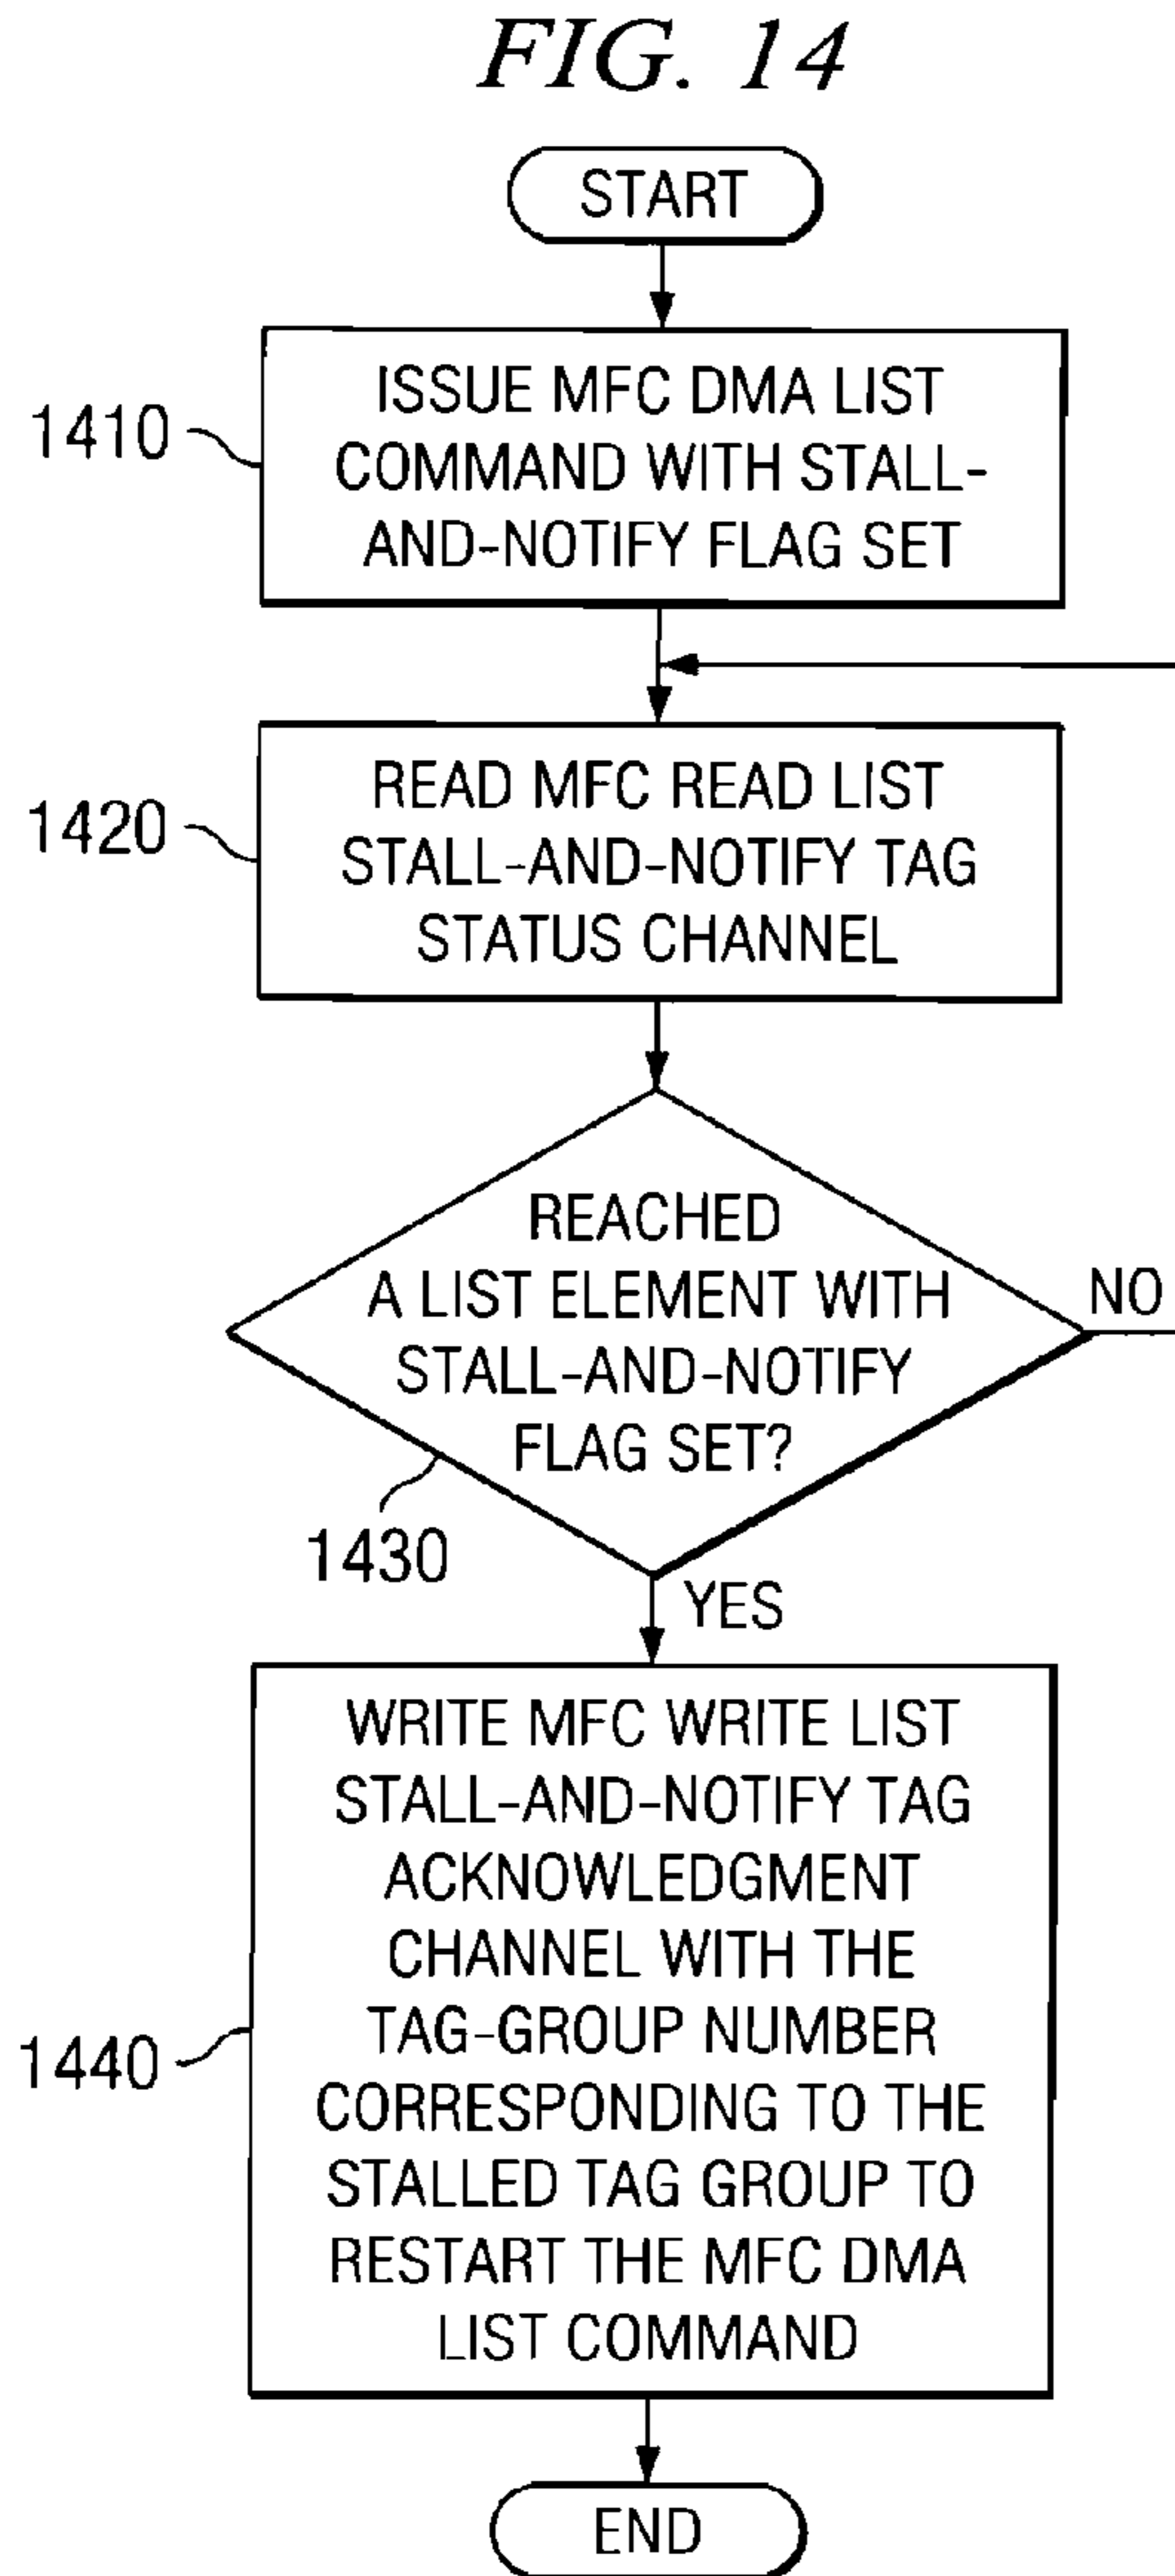 FIG. 14
START
1410
ISSUE MFC DMA LIST
COMMAND WITH STALL-
AND-NOTIFY FLAG SET
1420
READ MFC READ LIST
STALL-AND-NOTIFY TAG
STATUS CHANNEL
REACHED
A LIST ELEMENT WITH
STALL-AND-NOTIFY
FLAG SET?
NO
1430
YES
1440
WRITE MFC WRITE LIST
STALL-AND-NOTIFY TAG
ACKNOWLEDGMENT
CHANNEL WITH THE
TAG-GROUP NUMBER
CORRESPONDING TO THE
STALLED TAG GROUP TO
RESTART THE MFC DMA
LIST COMMAND
END